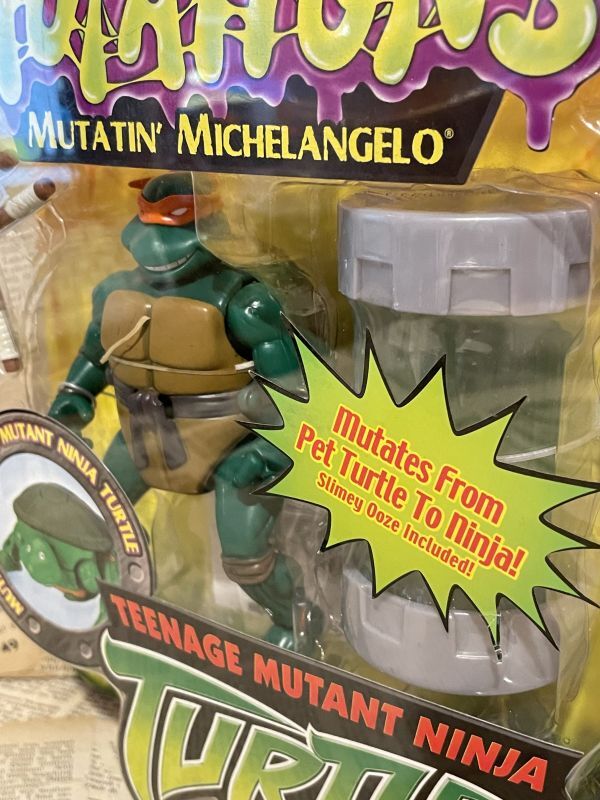 MUTATIN' MICHELANGELO®
Mutates From
Pet Turtle To Ninja!
Slimey Ooze Included!
MUTANT NINJA TURTLE
TEENAGE MUTANT NINJA